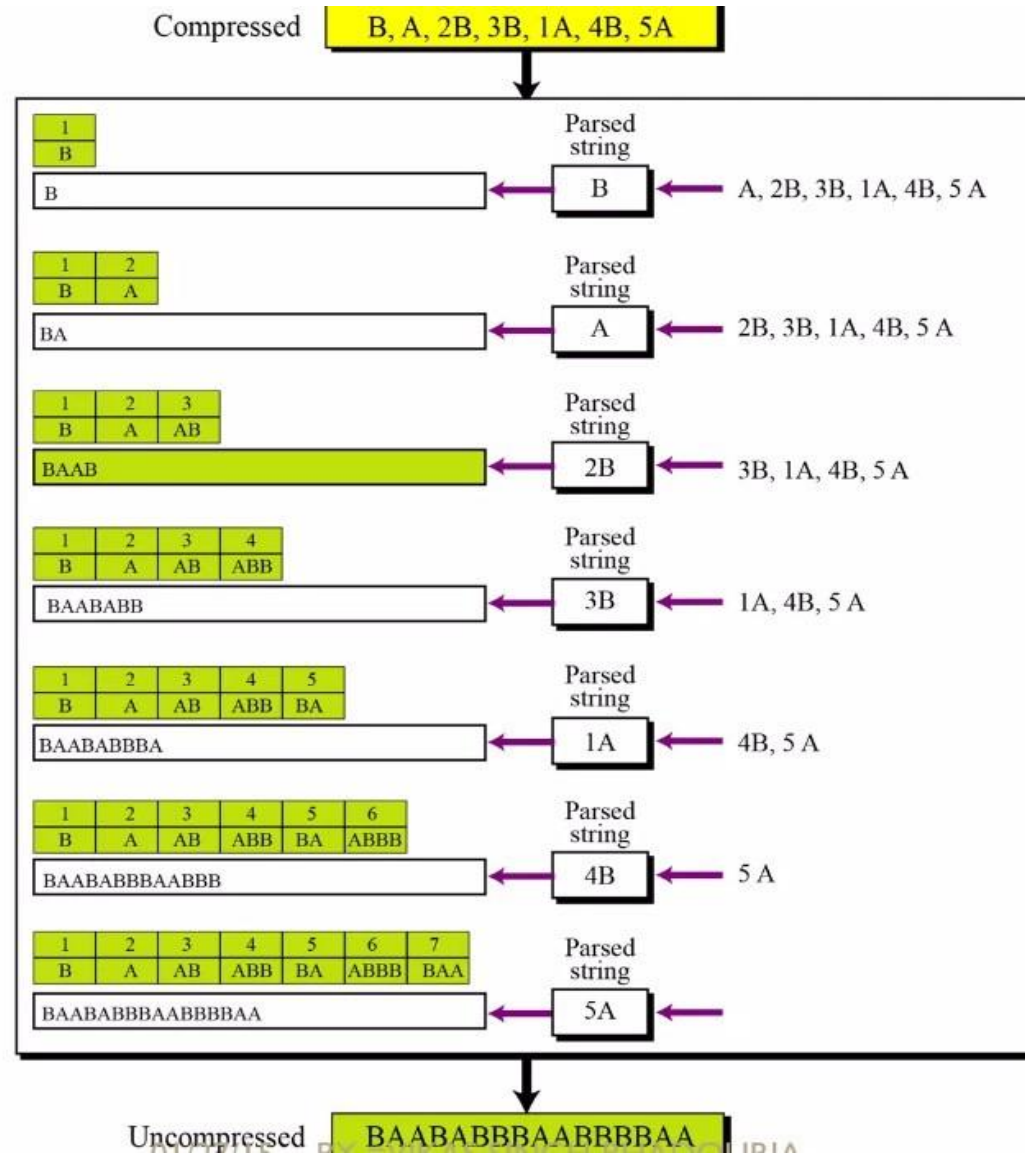 Compressed B, A, 2B, 3B, 1A, 4B, 5A
1
B
Parsed
string
B
B
A, 2B, 3B, 1A, 4B, 5 A
1 2
B A
Parsed
string
BA
A
2B, 3B, 1A, 4B, 5 A
1 2 3
B A AB
Parsed
string
BAAB
2B
3B, 1A, 4B, 5 A
1 2 3 4
B A AB ABB
Parsed
string
BAABABB
3B
1A, 4B, 5 A
1 2 3 4 5
B A AB ABB BA
Parsed
string
BAABABBBA
1A
4B, 5 A
1 2 3 4 5 6
B A AB ABB BA ABBB
Parsed
string
BAABABBBAABBB
4B
5 A
1 2 3 4 5 6 7
B A AB ABB BA ABBB BAA
Parsed
string
BAABABBBAABBBBAA
5A
Uncompressed BAABABBBAABBBBAA